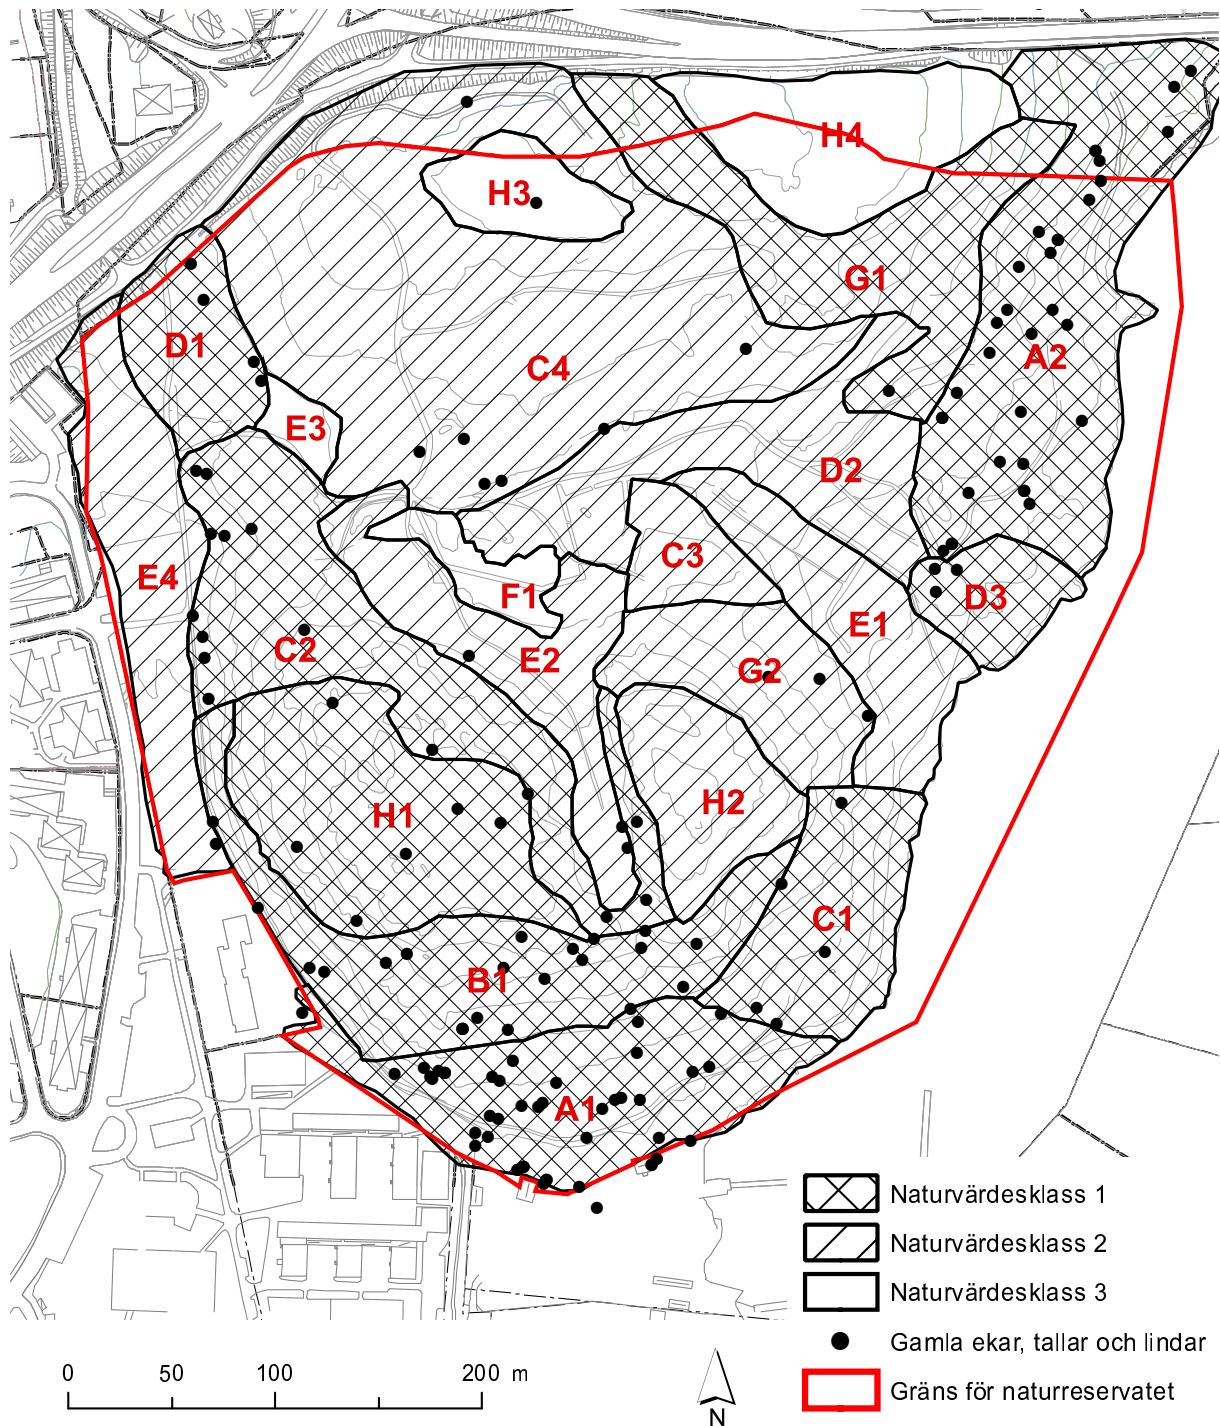 H4
H3
G1
D1
A2
C4
E3
D2
C3
E4
F1
D3
E1
C2
E2
G2
H2
H1
C1
B1
A1
Naturvärdesklass 1
Naturvärdesklass 2
Naturvärdesklass 3
Gamla ekar, tallar och lindar
Gräns för naturreservatet
0 50 100 200 m
N